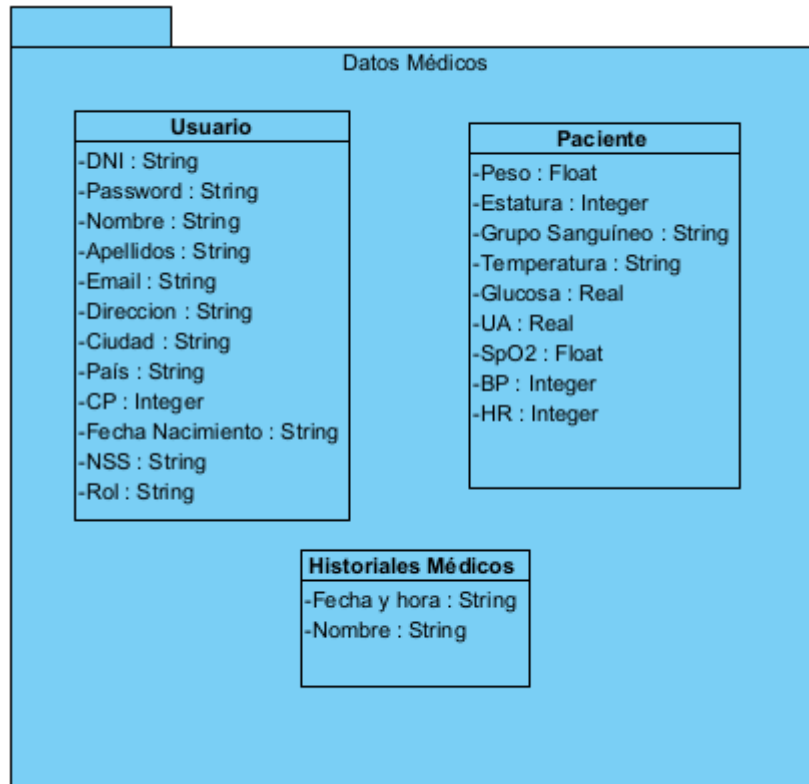 Datos Médicos
Usuario
-DNI : String
-Password : String
-Nombre : String
-Apellidos : String
-Email : String
-Direccion : String
-Ciudad : String
-País : String
-CP : Integer
-Fecha Nacimiento : String
-NSS : String
-Rol : String
Paciente
-Peso : Float
-Estatura : Integer
-Grupo Sanguíneo : String
-Temperatura : String
-Glucosa : Real
-UA : Real
-SpO2 : Float
-BP : Integer
-HR : Integer
Historiales Médicos
-Fecha y hora : String
-Nombre : String